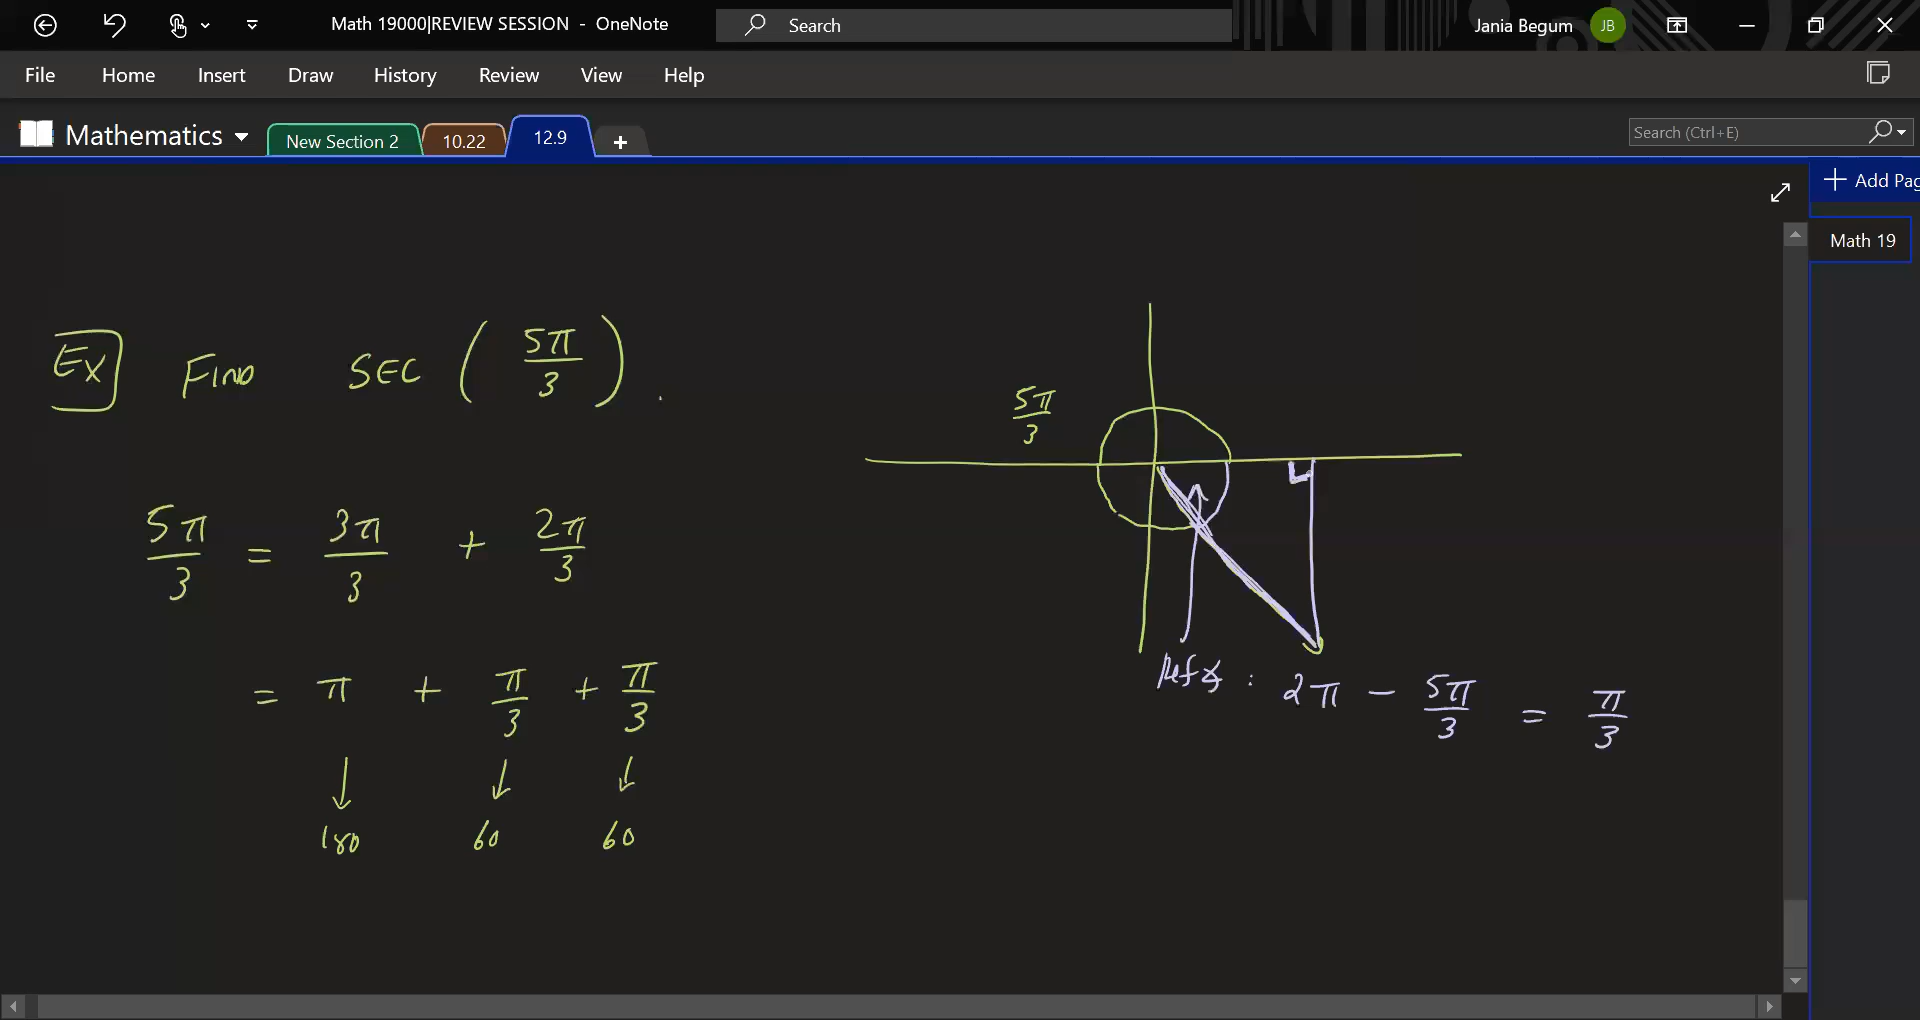 Math 19000|REVIEW SESSION - OneNote
Search
Jania Begum
JB
File Home Insert Draw History Review View Help
Mathematics
New Section 2
10.22
12.9
+
Search (Ctrl+E)
+ Add Pag
Math 19
Ex FIND SEC (5π/3).
5π/3
5π/3 = 3π/3 + 2π/3
= π + π/3 + π/3
↓ ↓ ↓
180 60 60
Ref∡ : 2π - 5π/3 = π/3